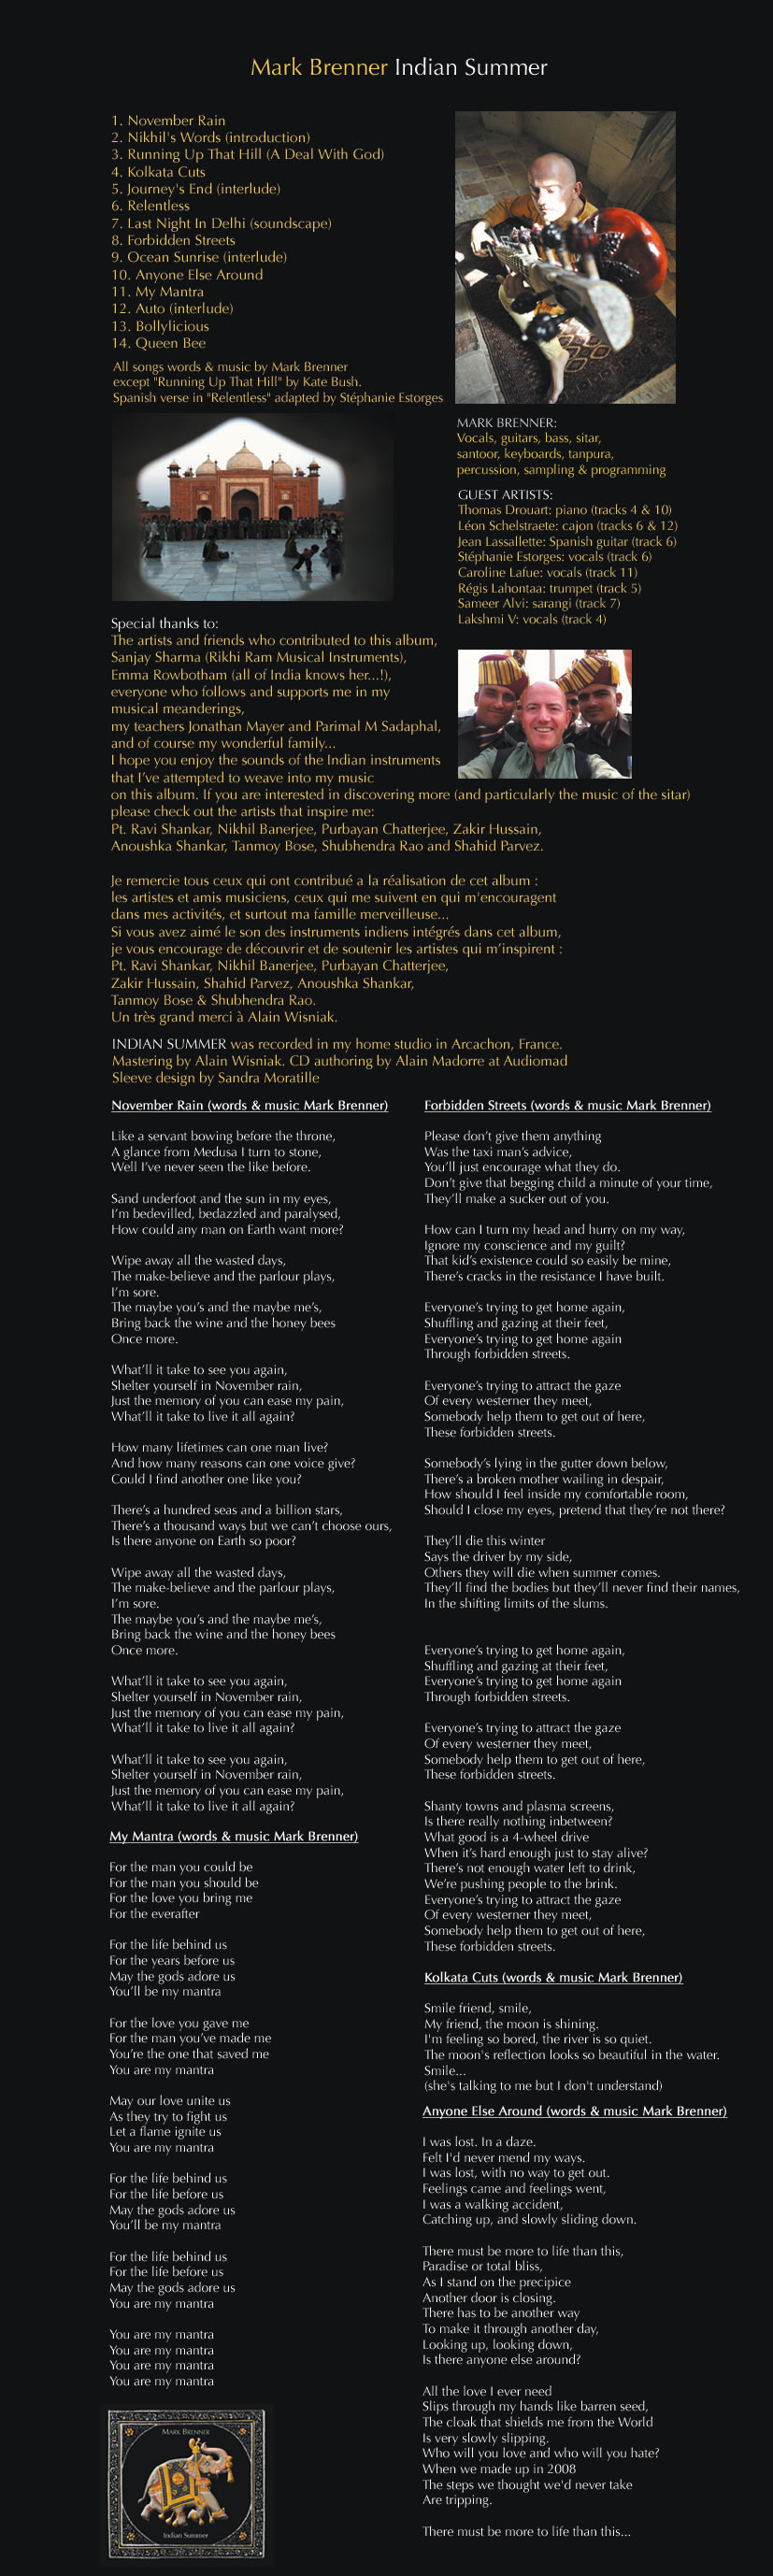 Mark Brenner Indian Summer
1. November Rain
2. Nikhil's Words (introduction)
3. Running Up That Hill (A Deal With God)
4. Kolkata Cuts
5. Journey's End (interlude)
6. Relentless
7. Last Night In Delhi (soundscape)
8. Forbidden Streets
9. Ocean Sunrise (interlude)
10. Anyone Else Around
11. My Mantra
12. Auto (interlude)
13. Bollylicious
14. Queen Bee
All songs words & music by Mark Brenner
except "Running Up That Hill" by Kate Bush.
Spanish verse in "Relentless" adapted by Stéphanie Estorges
MARK BRENNER:
Vocals, guitars, bass, sitar,
santoor, keyboards, tanpura,
percussion, sampling & programming
GUEST ARTISTS:
Thomas Drouart: piano (tracks 4 & 10)
Léon Schelstraete: cajon (tracks 6 & 12)
Jean Lassallette: Spanish guitar (track 6)
Stéphanie Estorges: vocals (track 6)
Caroline Lafue: vocals (track 11)
Régis Lahontaa: trumpet (track 5)
Sameer Alvi: sarangi (track 7)
Lakshmi V: vocals (track 4)
Special thanks to:
The artists and friends who contributed to this album,
Sanjay Sharma (Rikhi Ram Musical Instruments),
Emma Rowbotham (all of India knows her...!),
everyone who follows and supports me in my
musical meanderings,
my teachers Jonathan Mayer and Parimal M Sadaphal,
and of course my wonderful family...
I hope you enjoy the sounds of the Indian instruments
that I've attempted to weave into my music
on this album. If you are interested in discovering more (and particularly the music of the sitar)
please check out the artists that inspire me:
Pt. Ravi Shankar, Nikhil Banerjee, Purbayan Chatterjee, Zakir Hussain,
Anoushka Shankar, Tanmoy Bose, Shubhendra Rao and Shahid Parvez.
Je remercie tous ceux qui ont contribué a la réalisation de cet album :
les artistes et amis musiciens, ceux qui me suivent en qui m'encouragent
dans mes activités, et surtout ma famille merveilleuse...
Si vous avez aimé le son des instruments indiens intégrés dans cet album,
je vous encourage de découvrir et de soutenir les artistes qui m'inspirent :
Pt. Ravi Shankar, Nikhil Banerjee, Purbayan Chatterjee,
Zakir Hussain, Shahid Parvez, Anoushka Shankar,
Tanmoy Bose & Shubhendra Rao.
Un très grand merci à Alain Wisniak.
INDIAN SUMMER was recorded in my home studio in Arcachon, France.
Mastering by Alain Wisniak. CD authoring by Alain Madorre at Audiomad
Sleeve design by Sandra Moratille
November Rain (words & music Mark Brenner)
Like a servant bowing before the throne,
A glance from Medusa I turn to stone,
Well I've never seen the like before.
Sand underfoot and the sun in my eyes,
I'm bedevilled, bedazzled and paralysed,
How could any man on Earth want more?
Wipe away all the wasted days,
The make-believe and the parlour plays,
I'm sore.
The maybe you's and the maybe me's,
Bring back the wine and the honey bees
Once more.
What'll it take to see you again,
Shelter yourself in November rain,
Just the memory of you can ease my pain,
What'll it take to live it all again?
How many lifetimes can one man live?
And how many reasons can one voice give?
Could I find another one like you?
There's a hundred seas and a billion stars,
There's a thousand ways but we can't choose ours,
Is there anyone on Earth so poor?
Wipe away all the wasted days,
The make-believe and the parlour plays,
I'm sore.
The maybe you's and the maybe me's,
Bring back the wine and the honey bees
Once more.
What'll it take to see you again,
Shelter yourself in November rain,
Just the memory of you can ease my pain,
What'll it take to live it all again?
What'll it take to see you again,
Shelter yourself in November rain,
Just the memory of you can ease my pain,
What'll it take to live it all again?
My Mantra (words & music Mark Brenner)
For the man you could be
For the man you should be
For the love you bring me
For the everafter
For the life behind us
For the years before us
May the gods adore us
You'll be my mantra
For the love you gave me
For the man you've made me
You're the one that saved me
You are my mantra
May our love unite us
As they try to fight us
Let a flame ignite us
You are my mantra
For the life behind us
For the life before us
May the gods adore us
You'll be my mantra
For the life behind us
For the life before us
May the gods adore us
You are my mantra
You are my mantra
You are my mantra
You are my mantra
You are my mantra
MARK BRENNER
Indian Summer
Forbidden Streets (words & music Mark Brenner)
Please don't give them anything
Was the taxi man's advice,
You'll just encourage what they do.
Don't give that begging child a minute of your time,
They'll make a sucker out of you.
How can I turn my head and hurry on my way,
Ignore my conscience and my guilt?
That kid's existence could so easily be mine,
There's cracks in the resistance I have built.
Everyone's trying to get home again,
Shuffling and gazing at their feet,
Everyone's trying to get home again
Through forbidden streets.
Everyone's trying to attract the gaze
Of every westerner they meet,
Somebody help them to get out of here,
These forbidden streets.
Somebody's lying in the gutter down below,
There's a broken mother wailing in despair,
How should I feel inside my comfortable room,
Should I close my eyes, pretend that they're not there?
They'll die this winter
Says the driver by my side,
Others they will die when summer comes.
They'll find the bodies but they'll never find their names,
In the shifting limits of the slums.
Everyone's trying to get home again,
Shuffling and gazing at their feet,
Everyone's trying to get home again
Through forbidden streets.
Everyone's trying to attract the gaze
Of every westerner they meet,
Somebody help them to get out of here,
These forbidden streets.
Shanty towns and plasma screens,
Is there really nothing inbetween?
What good is a 4-wheel drive
When it's hard enough just to stay alive?
There's not enough water left to drink,
We're pushing people to the brink.
Everyone's trying to attract the gaze
Of every westerner they meet,
Somebody help them to get out of here,
These forbidden streets.
Kolkata Cuts (words & music Mark Brenner)
Smile friend, smile,
My friend, the moon is shining.
I'm feeling so bored, the river is so quiet.
The moon's reflection looks so beautiful in the water.
Smile...
(she's talking to me but I don't understand)
Anyone Else Around (words & music Mark Brenner)
I was lost. In a daze.
Felt I'd never mend my ways.
I was lost, with no way to get out.
Feelings came and feelings went,
I was a walking accident,
Catching up, and slowly sliding down.
There must be more to life than this,
Paradise or total bliss,
As I stand on the precipice
Another door is closing.
There has to be another way
To make it through another day,
Looking up, looking down,
Is there anyone else around?
All the love I ever need
Slips through my hands like barren seed,
The cloak that shields me from the World
Is very slowly slipping.
Who will you love and who will you hate?
When we made up in 2008
The steps we thought we'd never take
Are tripping.
There must be more to life than this...